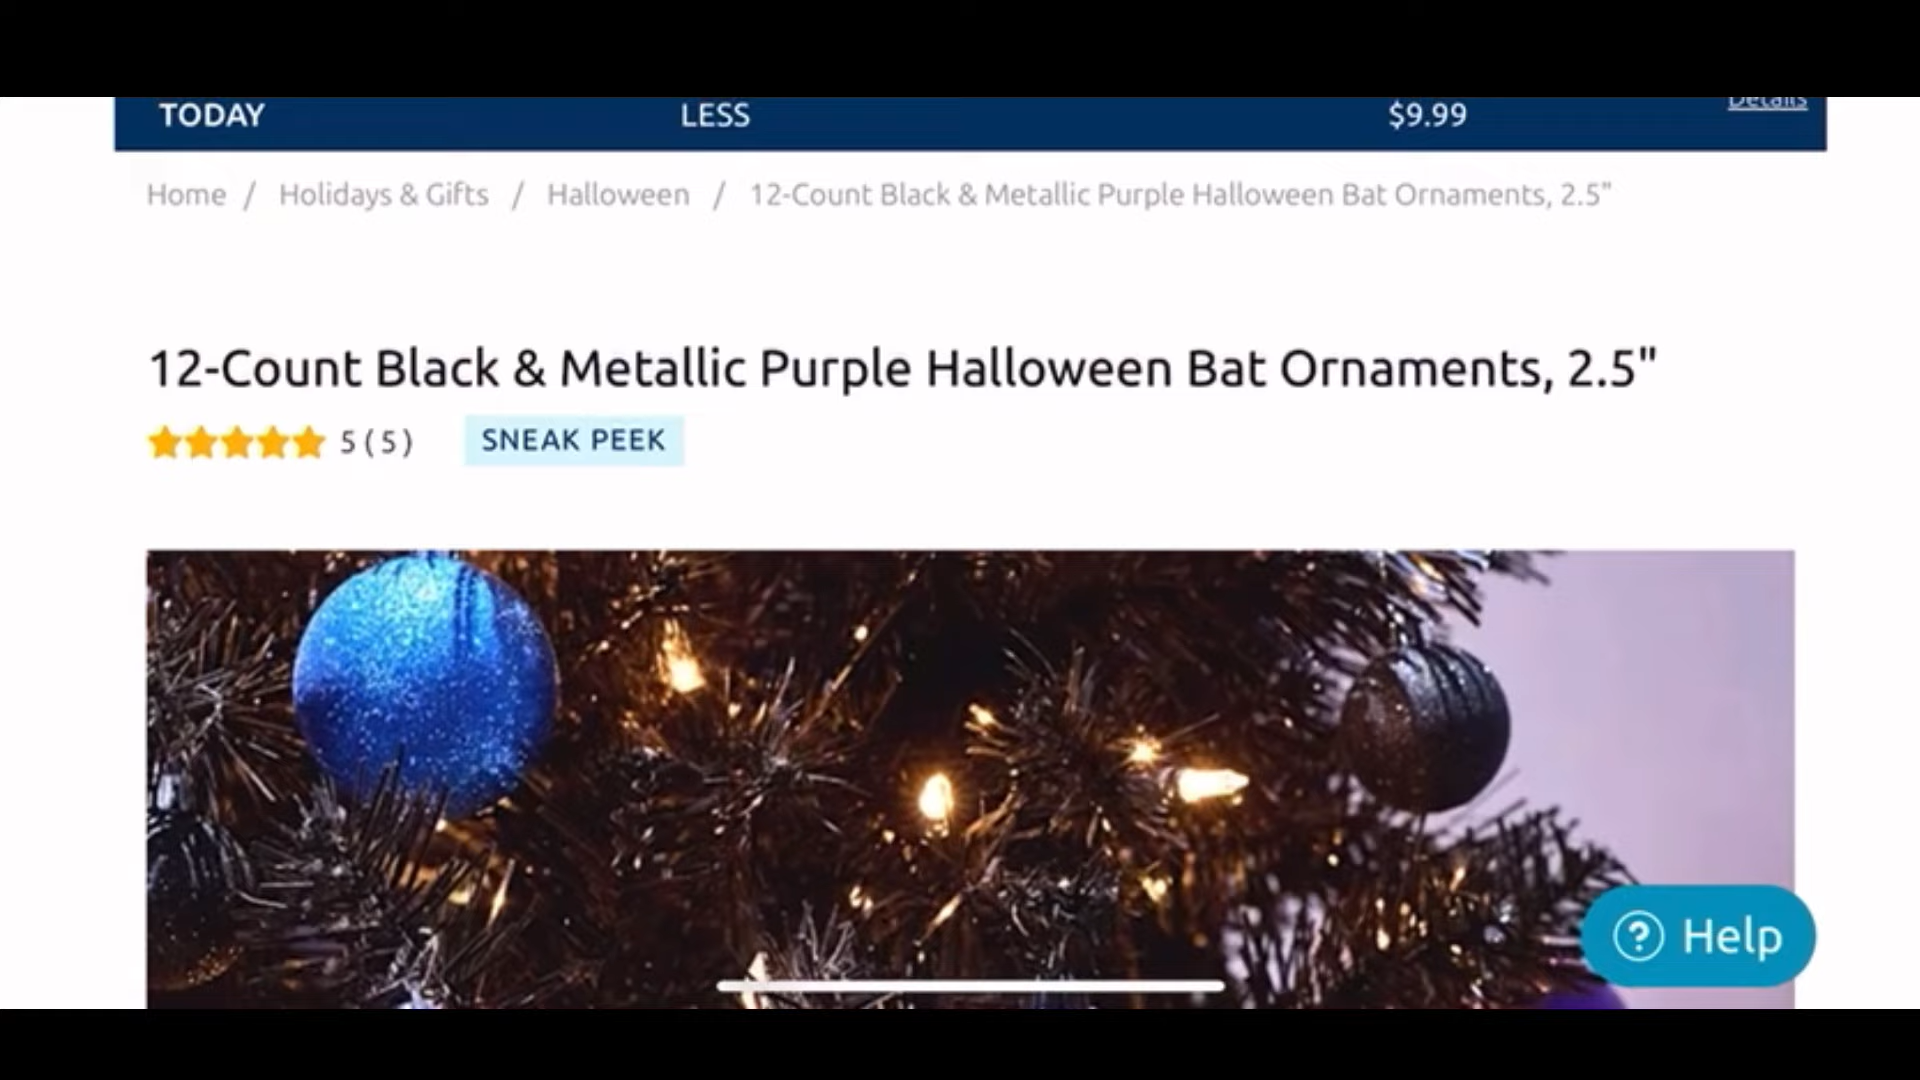 TODAY LESS $9.99 Details
Home / Holidays & Gifts / Halloween / 12-Count Black & Metallic Purple Halloween Bat Ornaments, 2.5"
12-Count Black & Metallic Purple Halloween Bat Ornaments, 2.5"
5 (5) SNEAK PEEK
? Help